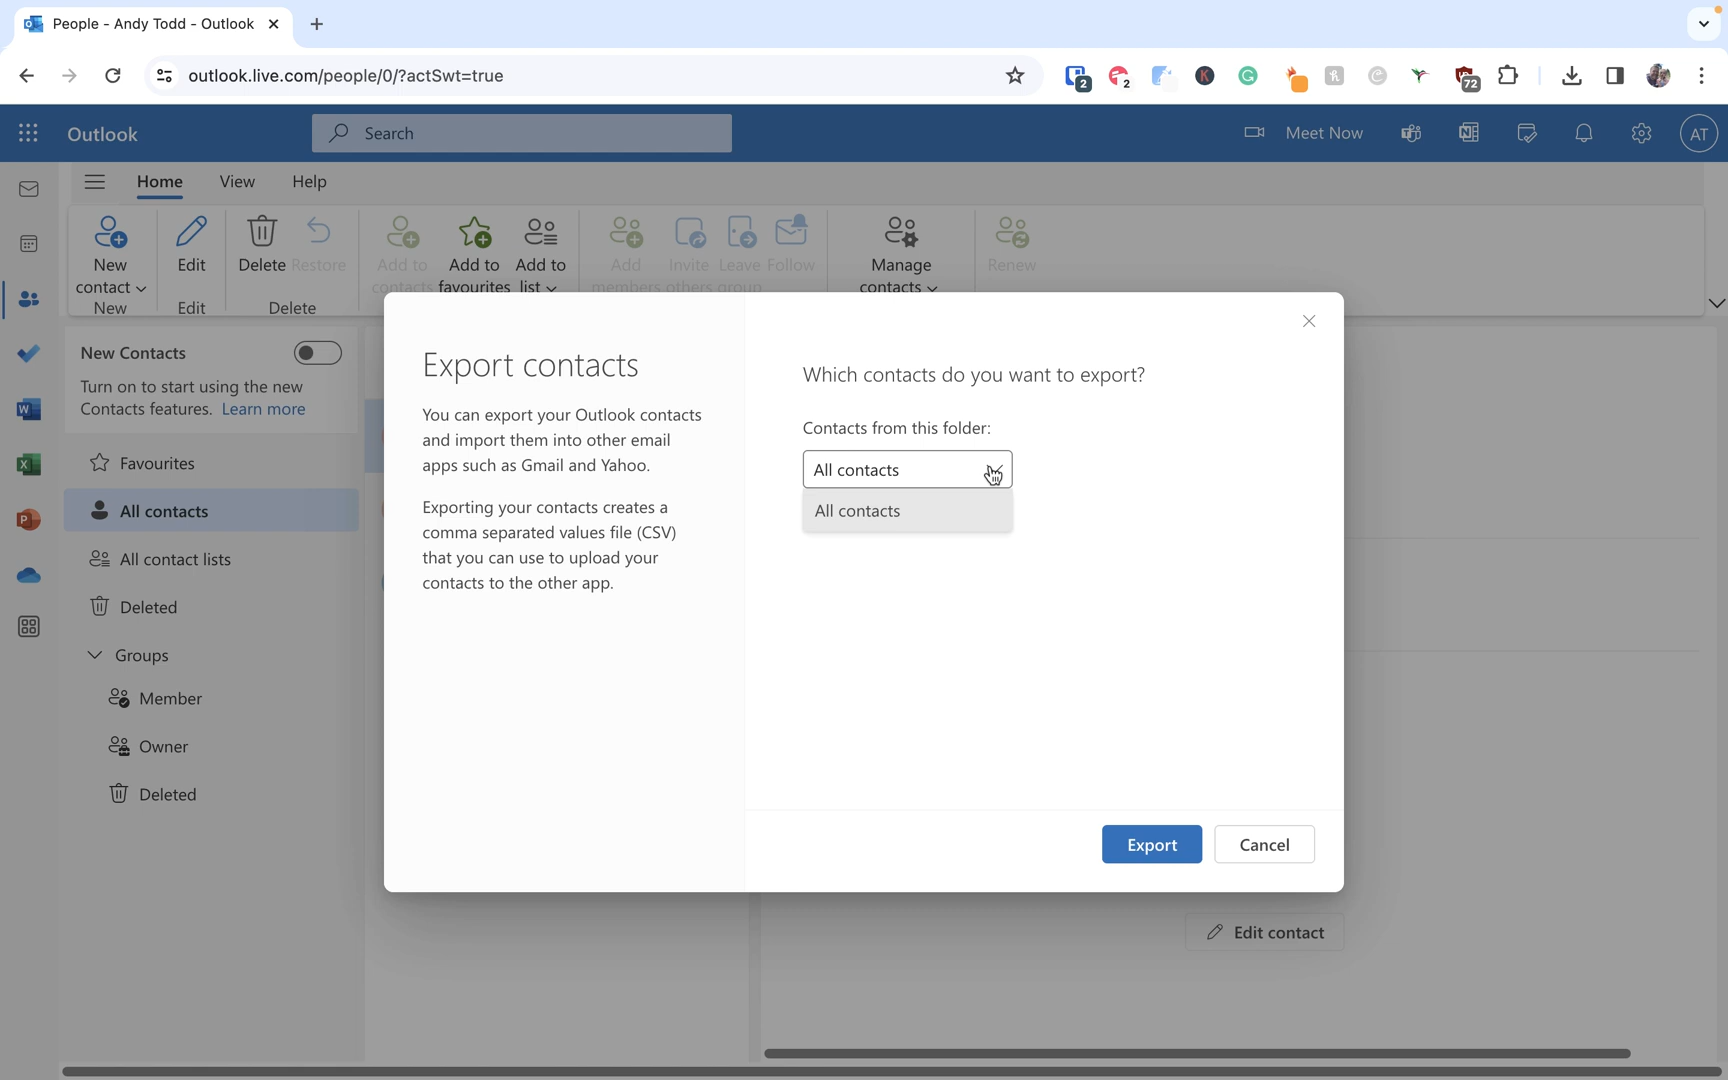 People - Andy Todd - Outlook
outlook.live.com/people/0/?actSwt=true
2
2
72
Outlook
Search
Meet Now
AT
Home View Help
New contact
Edit
Delete
Restore
Add to contacts
Add to favourites
Add to list
Add members
Invite others
Leave group
Follow
Manage contacts
Renew
New
Edit
Delete
New Contacts
Turn on to start using the new
Contacts features. Learn more
Favourites
All contacts
All contact lists
Deleted
Groups
Member
Owner
Deleted
Export contacts
You can export your Outlook contacts
and import them into other email
apps such as Gmail and Yahoo.
Exporting your contacts creates a
comma separated values file (CSV)
that you can use to upload your
contacts to the other app.
Which contacts do you want to export?
Contacts from this folder:
All contacts
All contacts
Export
Cancel
Edit contact